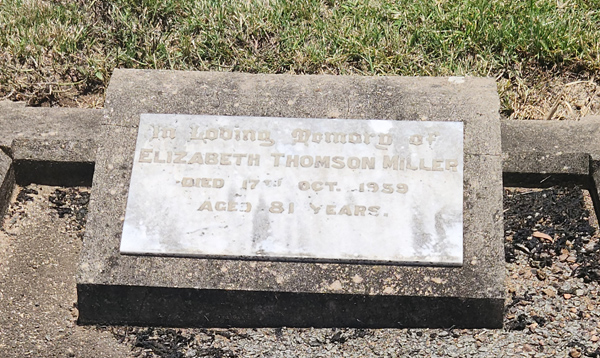 In Loving Memory of
ELIZABETH THOMSON MILLER
DIED 17TH OCT. 1959
AGED 81 YEARS.